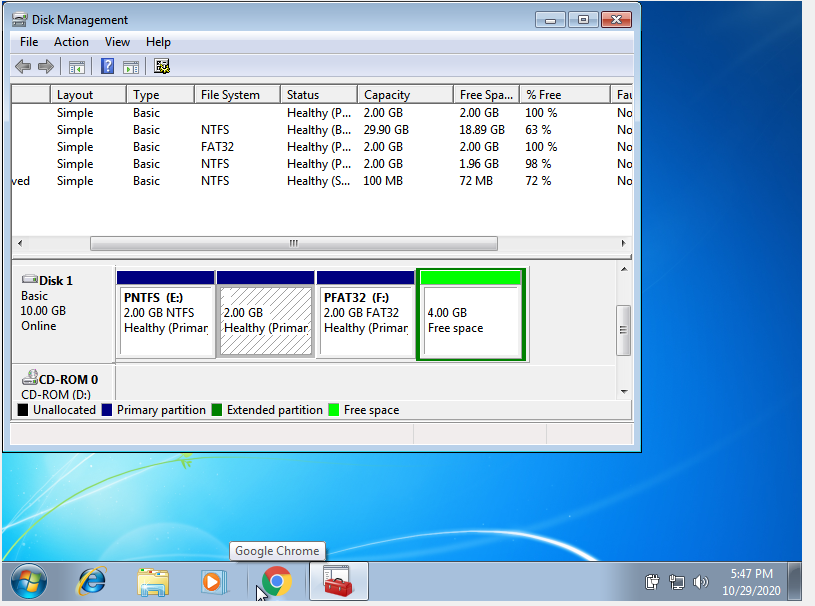 Disk Management
File Action View Help
Layout Type File System Status Capacity Free Spa... % Free Fau
Simple Basic Healthy (P... 2.00 GB 2.00 GB 100 % No
Simple Basic NTFS Healthy (B... 29.90 GB 18.89 GB 63 % No
Simple Basic FAT32 Healthy (P... 2.00 GB 2.00 GB 100 % No
Simple Basic NTFS Healthy (P... 2.00 GB 1.96 GB 98 % No
ved Simple Basic NTFS Healthy (S... 100 MB 72 MB 72 % No
Disk 1
Basic
10.00 GB
Online
PNTFS (E:)
2.00 GB NTFS
Healthy (Primar
2.00 GB
Healthy (Primar
PFAT32 (F:)
2.00 GB FAT32
Healthy (Primar
4.00 GB
Free space
CD-ROM 0
CD-ROM (D:)
Unallocated Primary partition Extended partition Free space
Google Chrome
5:47 PM
10/29/2020